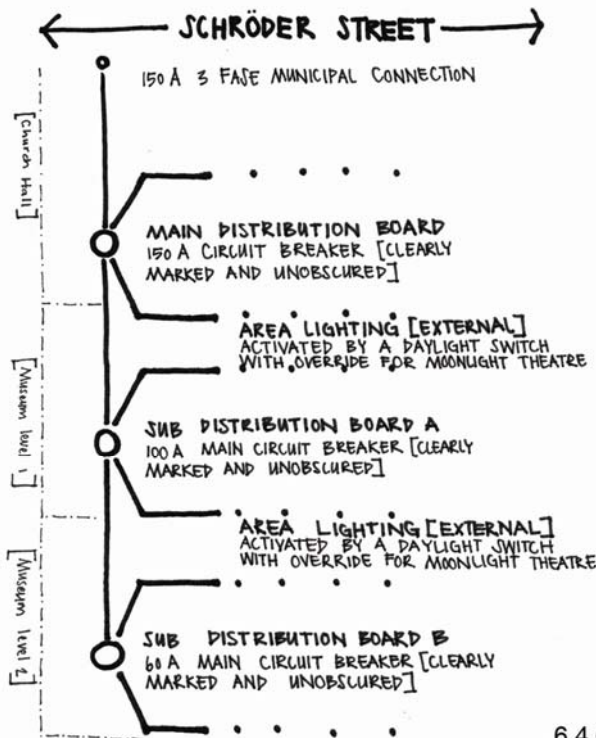 SCHRÖDER STREET
150 A 3 FASE MUNICIPAL CONNECTION
[Church Hall]
MAIN DISTRIBUTION BOARD
150 A CIRCUIT BREAKER [CLEARLY
MARKED AND UNOBSCURED]
AREA LIGHTING [EXTERNAL]
ACTIVATED BY A DAYLIGHT SWITCH
WITH OVERRIDE FOR MOONLIGHT THEATRE
[Museum level 1]
SUB DISTRIBUTION BOARD A
100 A MAIN CIRCUIT BREAKER [CLEARLY
MARKED AND UNOBSCURED]
AREA LIGHTING [EXTERNAL]
ACTIVATED BY A DAYLIGHT SWITCH
WITH OVERRIDE FOR MOONLIGHT THEATRE
[Museum level 2]
SUB DISTRIBUTION BOARD B
60 A MAIN CIRCUIT BREAKER [CLEARLY
MARKED AND UNOBSCURED]